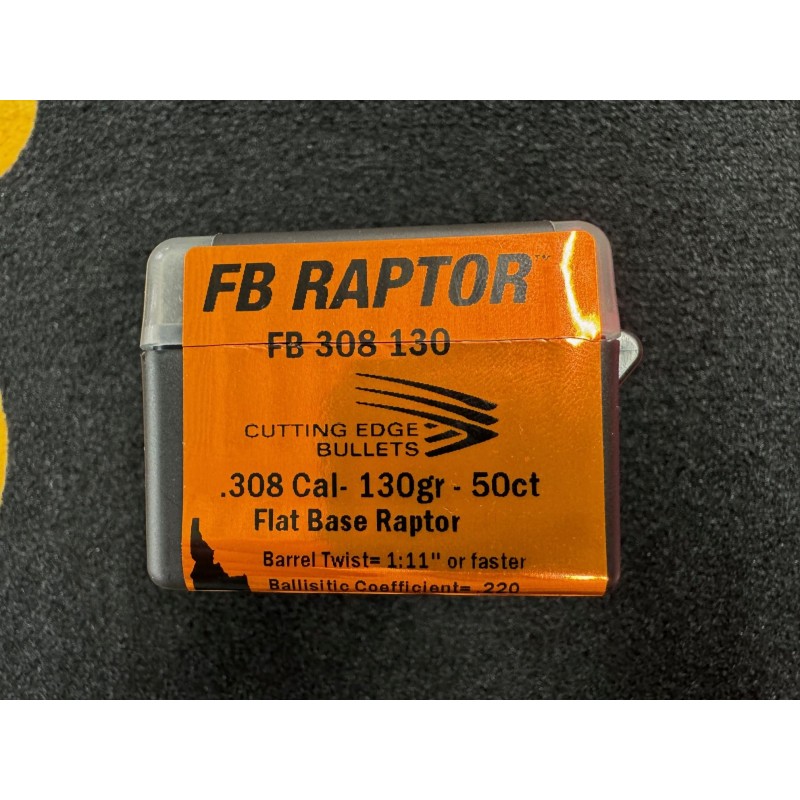 FB RAPTOR™
FB 308 130
CUTTING EDGE
BULLETS
.308 Cal- 130gr - 50ct
Flat Base Raptor
Barrel Twist= 1:11" or faster
Ballisitic Coefficient= .220